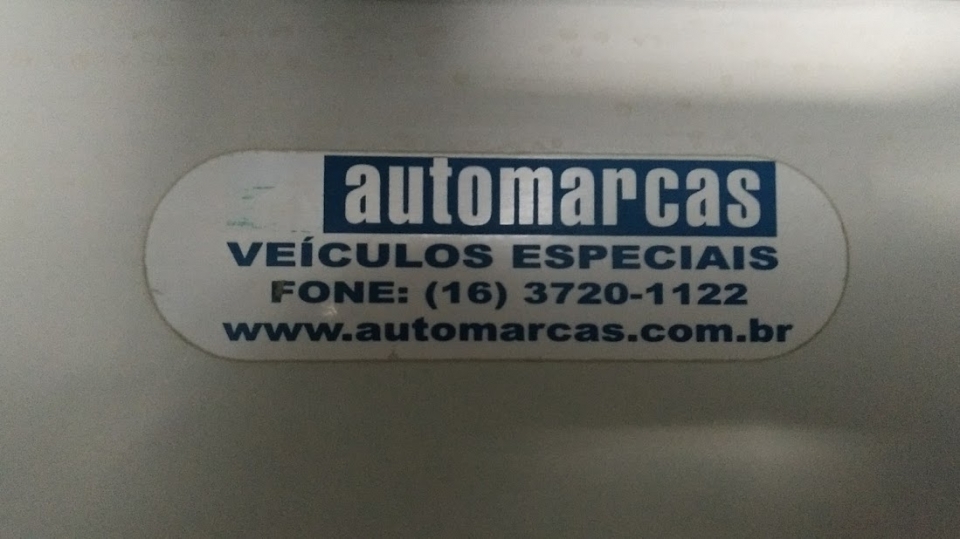 automarcas
VEÍCULOS ESPECIAIS
FONE: (16) 3720-1122
www.automarcas.com.br